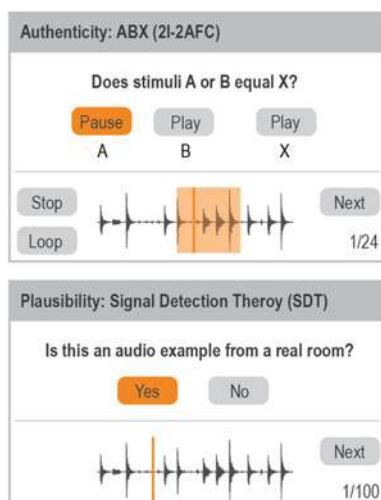 Authenticity: ABX (2I-2AFC)
Does stimuli A or B equal X?
Pause Play Play
A B X
Stop Next
Loop 1/24
Plausibility: Signal Detection Theroy (SDT)
Is this an audio example from a real room?
Yes No
Next
1/100